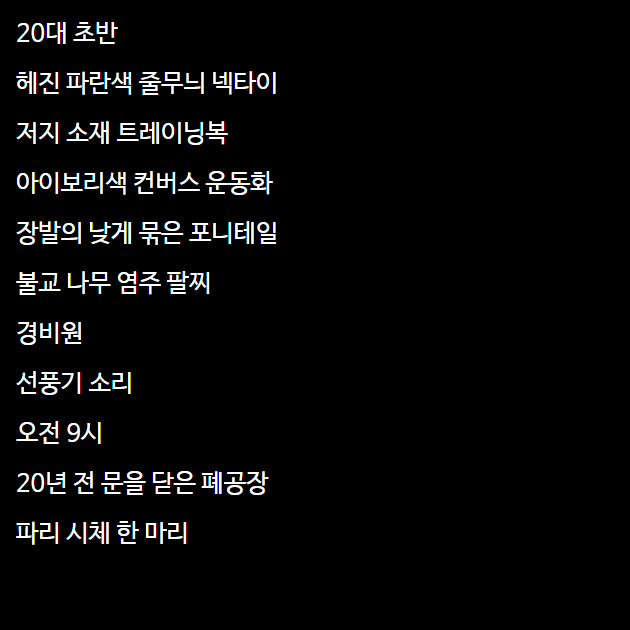 20대 초반
헤진 파란색 줄무늬 넥타이
저지 소재 트레이닝복
아이보리색 컨버스 운동화
장발의 낮게 묶은 포니테일
불교 나무 염주 팔찌
경비원
선풍기 소리
오전 9시
20년 전 문을 닫은 폐공장
파리 시체 한 마리